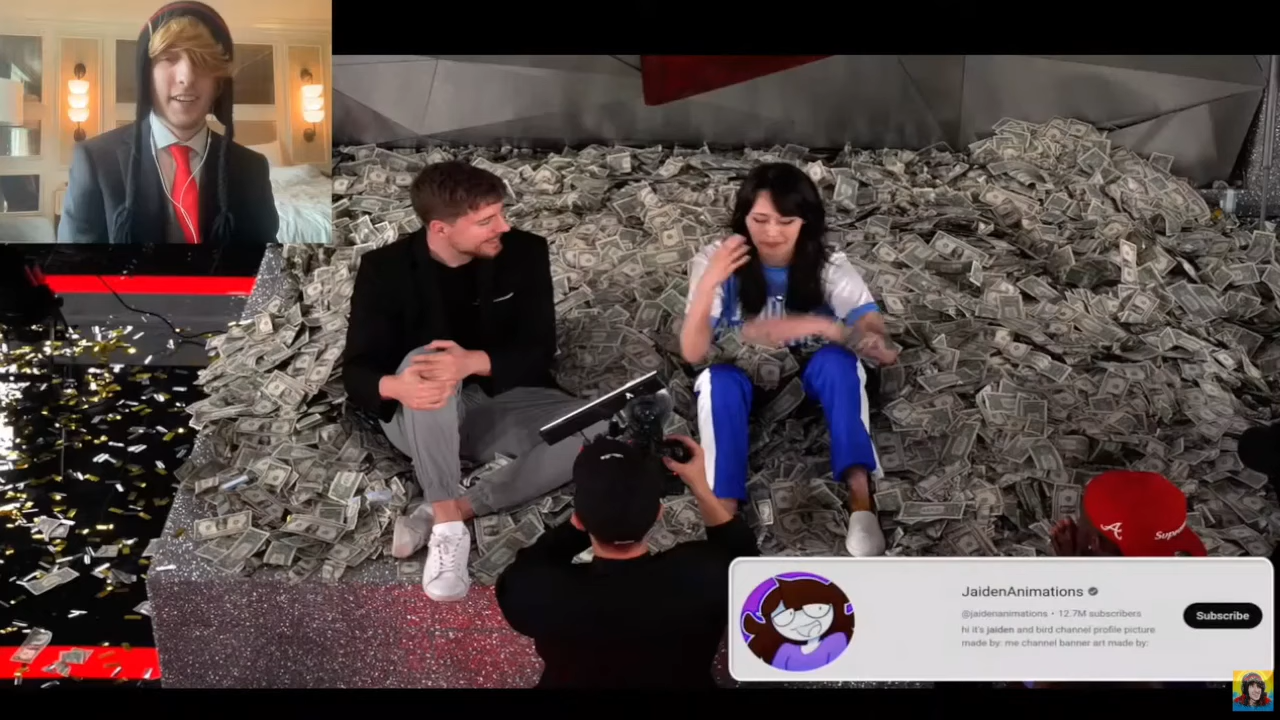 A Supreme
JaidenAnimations
@jaidenanimations • 12.7M subscribers
Subscribe
hi it's jaiden and bird channel profile picture
made by: me channel banner art made by: